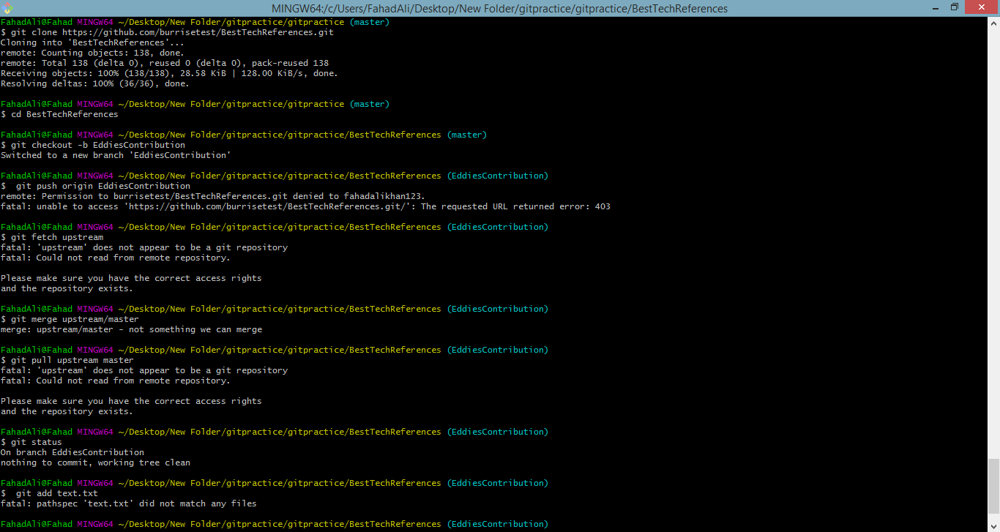 MINGW64:/c/Users/FahadAli/Desktop/New Folder/gitpractice/gitpractice/BestTechReferences
FahadAli@Fahad MINGW64 ~/Desktop/New Folder/gitpractice/gitpractice (master)
$ git clone https://github.com/burrisetest/BestTechReferences.git
Cloning into 'BestTechReferences'...
remote: Counting objects: 138, done.
remote: Total 138 (delta 0), reused 0 (delta 0), pack-reused 138
Receiving objects: 100% (138/138), 28.58 KiB | 128.00 KiB/s, done.
Resolving deltas: 100% (36/36), done.

FahadAli@Fahad MINGW64 ~/Desktop/New Folder/gitpractice/gitpractice (master)
$ cd BestTechReferences

FahadAli@Fahad MINGW64 ~/Desktop/New Folder/gitpractice/gitpractice/BestTechReferences (master)
$ git checkout -b EddiesContribution
Switched to a new branch 'EddiesContribution'

FahadAli@Fahad MINGW64 ~/Desktop/New Folder/gitpractice/gitpractice/BestTechReferences (EddiesContribution)
$  git push origin EddiesContribution
remote: Permission to burrisetest/BestTechReferences.git denied to fahadalikhan123.
fatal: unable to access 'https://github.com/burrisetest/BestTechReferences.git/': The requested URL returned error: 403

FahadAli@Fahad MINGW64 ~/Desktop/New Folder/gitpractice/gitpractice/BestTechReferences (EddiesContribution)
$ git fetch upstream
fatal: 'upstream' does not appear to be a git repository
fatal: Could not read from remote repository.

Please make sure you have the correct access rights
and the repository exists.

FahadAli@Fahad MINGW64 ~/Desktop/New Folder/gitpractice/gitpractice/BestTechReferences (EddiesContribution)
$ git merge upstream/master
merge: upstream/master - not something we can merge

FahadAli@Fahad MINGW64 ~/Desktop/New Folder/gitpractice/gitpractice/BestTechReferences (EddiesContribution)
$ git pull upstream master
fatal: 'upstream' does not appear to be a git repository
fatal: Could not read from remote repository.

Please make sure you have the correct access rights
and the repository exists.

FahadAli@Fahad MINGW64 ~/Desktop/New Folder/gitpractice/gitpractice/BestTechReferences (EddiesContribution)
$ git status
On branch EddiesContribution
nothing to commit, working tree clean

FahadAli@Fahad MINGW64 ~/Desktop/New Folder/gitpractice/gitpractice/BestTechReferences (EddiesContribution)
$  git add text.txt
fatal: pathspec 'text.txt' did not match any files

FahadAli@Fahad MINGW64 ~/Desktop/New Folder/gitpractice/gitpractice/BestTechReferences (EddiesContribution)